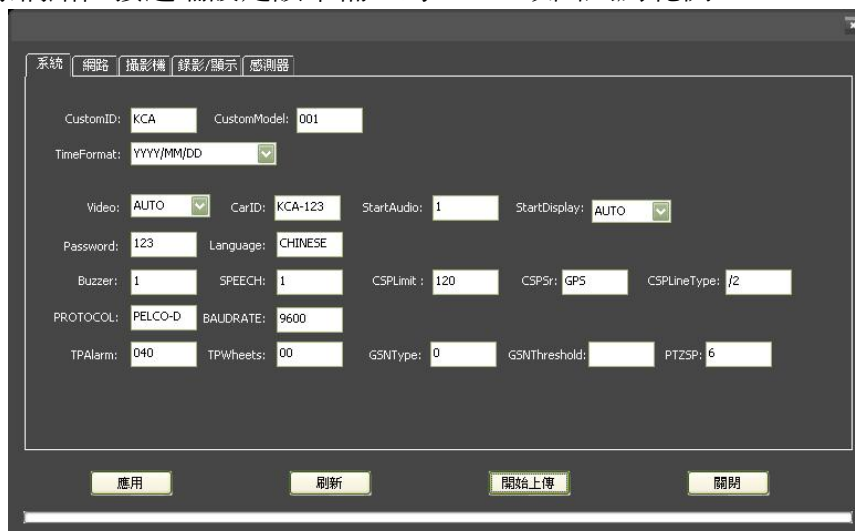 系統 網路 攝影機 錄影/顯示 感測器
CustomID: KCA CustomModel: 001
TimeFormat: YYYY/MM/DD
Video: AUTO CarID: KCA-123 StartAudio: 1 StartDisplay: AUTO
Password: 123 Language: CHINESE
Buzzer: 1 SPEECH: 1 CSPLimit : 120 CSPSr: GPS CSPLineType: /2
PROTOCOL: PELCO-D BAUDRATE: 9600
TPAlarm: 040 TPWheets: 00 GSNType: 0 GSNThreshold: PTZSP: 6
應用 刷新 開始上傳 關閉